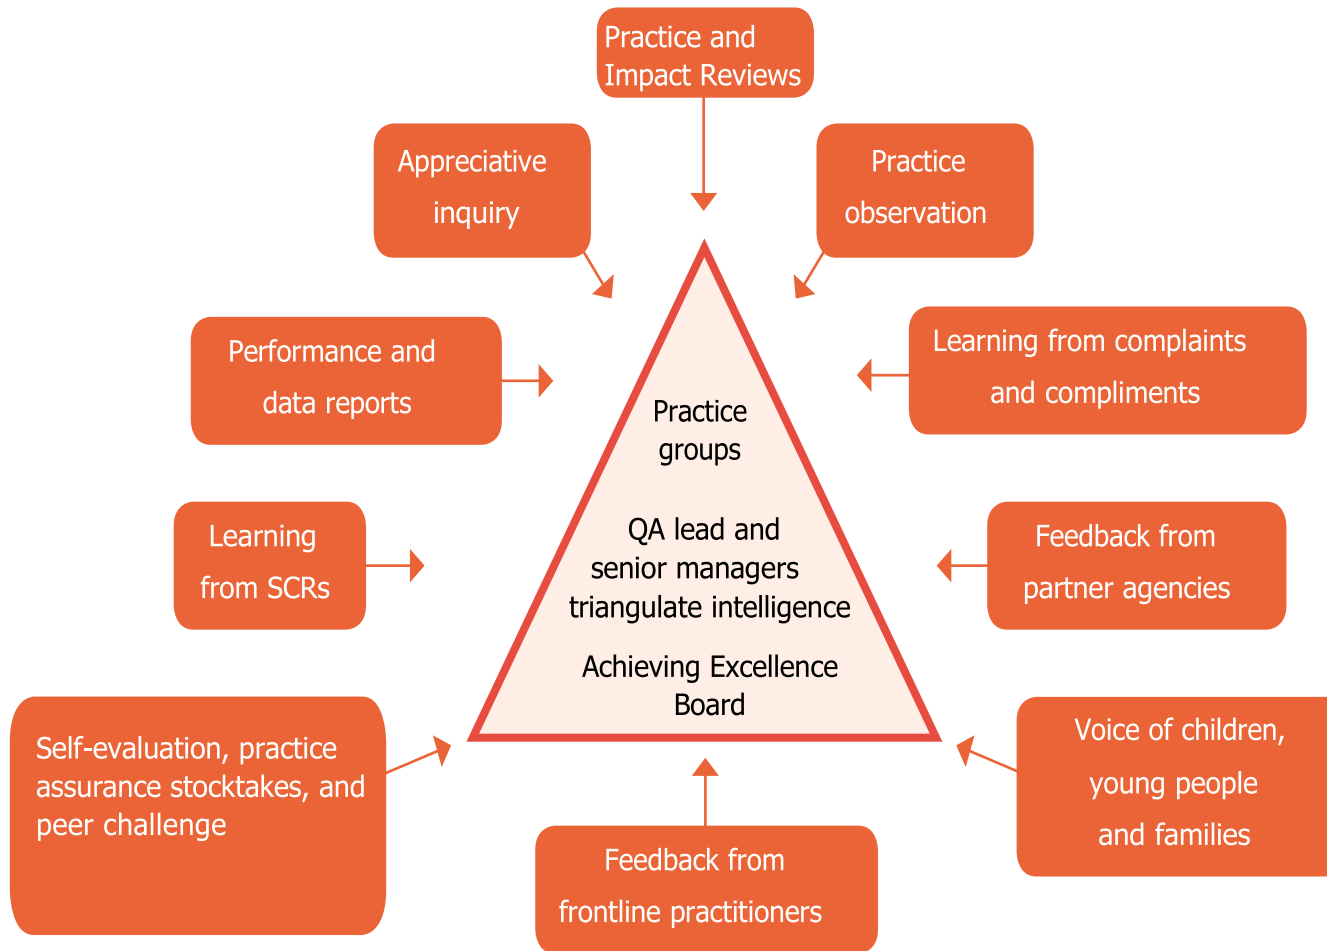 Practice and
Impact Reviews
Appreciative
inquiry
Practice
observation
Performance and
data reports
Learning from complaints
and compliments
Practice
groups
QA lead and
senior managers
triangulate intelligence
Achieving Excellence
Board
Learning
from SCRs
Feedback from
partner agencies
Self-evaluation, practice
assurance stocktakes, and
peer challenge
Voice of children,
young people
and families
Feedback from
frontline practitioners